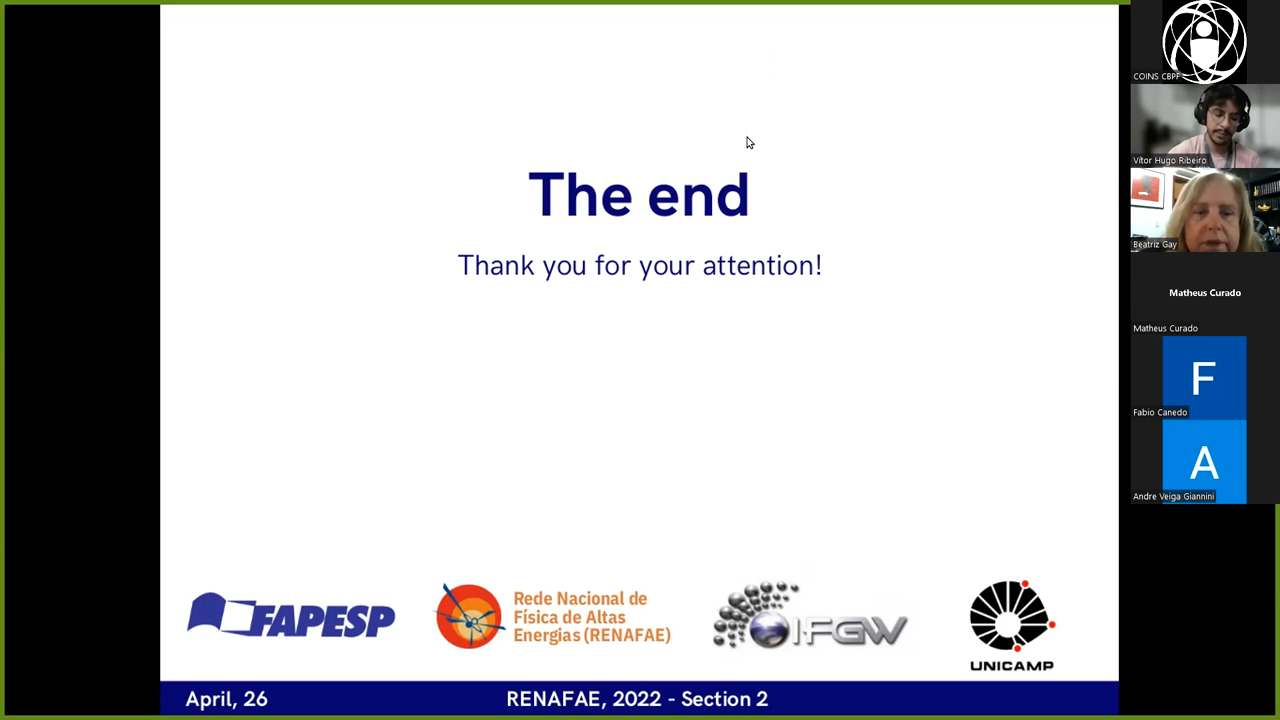 The end
Thank you for your attention!
FAPESP
Rede Nacional de
Física de Altas
Energias (RENAFAE)
IFGW
UNICAMP
April, 26
RENAFAE, 2022 - Section 2
COINS CBPF
Vítor Hugo Ribeiro
Beatriz Gay
Matheus Curado
Matheus Curado
F
Fabio Canedo
A
Andre Veiga Giannini